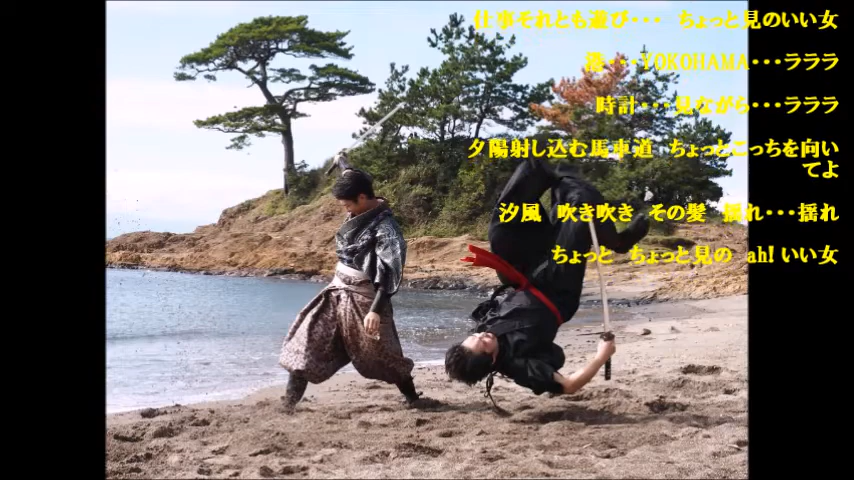 仕事それとも遊び・・・　ちょっと見のいい女
港・・・YOKOHAMA・・・ラララ
時計・・・見ながら・・・ラララ
夕陽射し込む馬車道　ちょっとこっちを向い
てよ
汐風　吹き吹き　その髪　揺れ・・・揺れ
ちょっと　ちょっと見の　ah! いい女